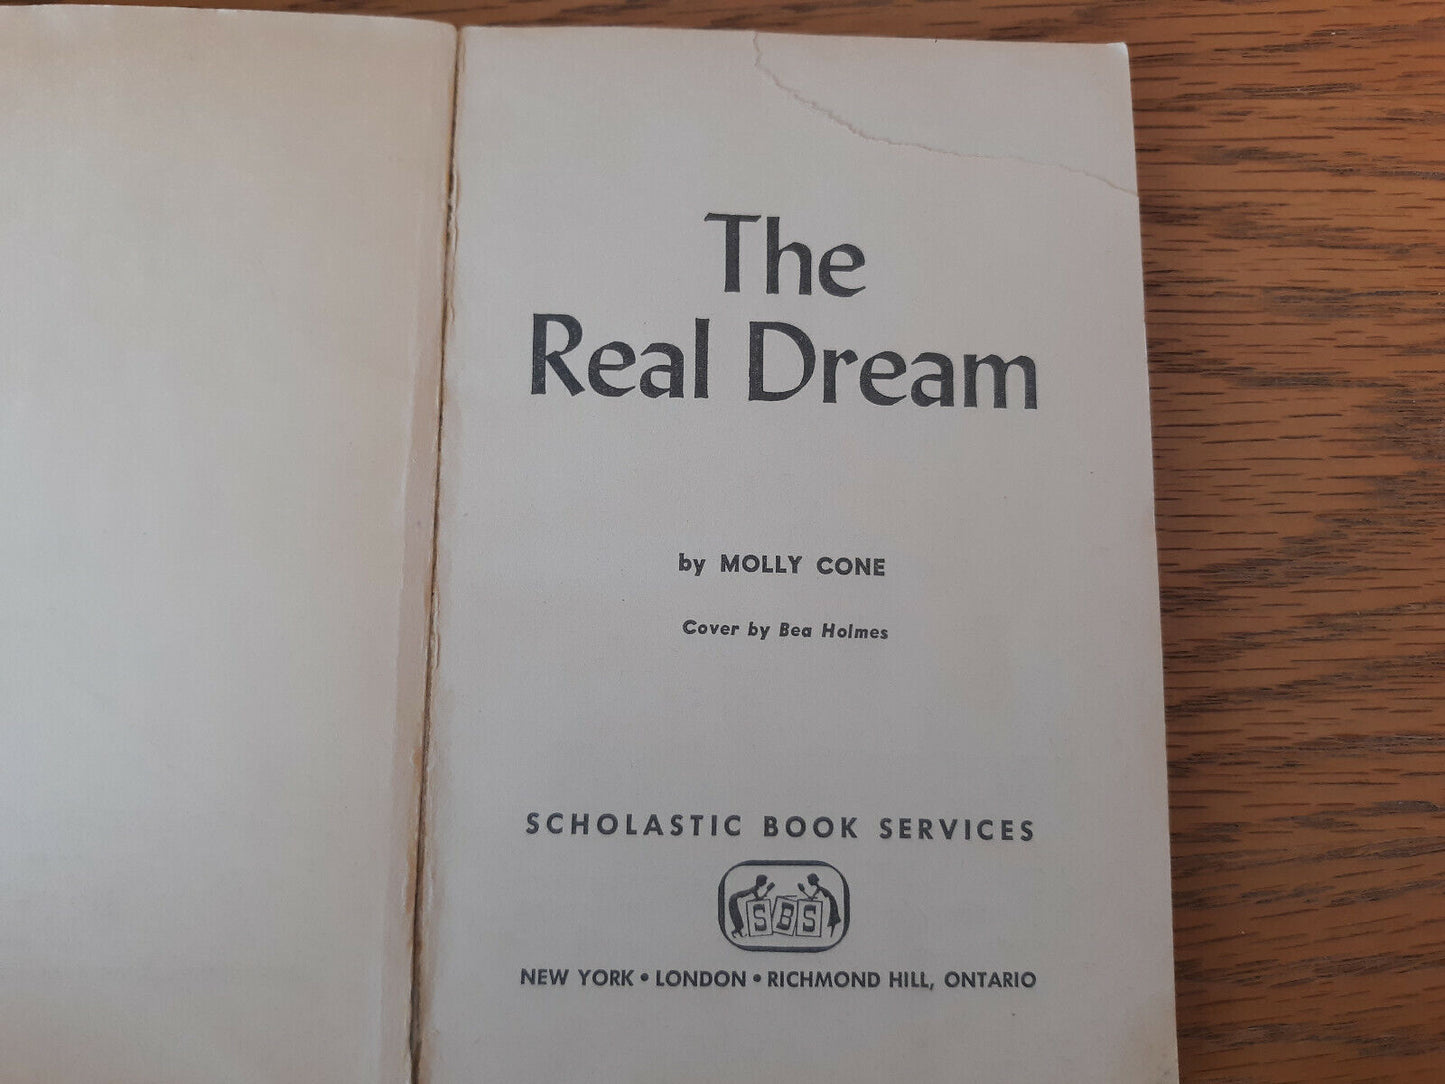 The
Real Dream
by MOLLY CONE
Cover by Bea Holmes
SCHOLASTIC BOOK SERVICES
SBS
NEW YORK • LONDON • RICHMOND HILL, ONTARIO